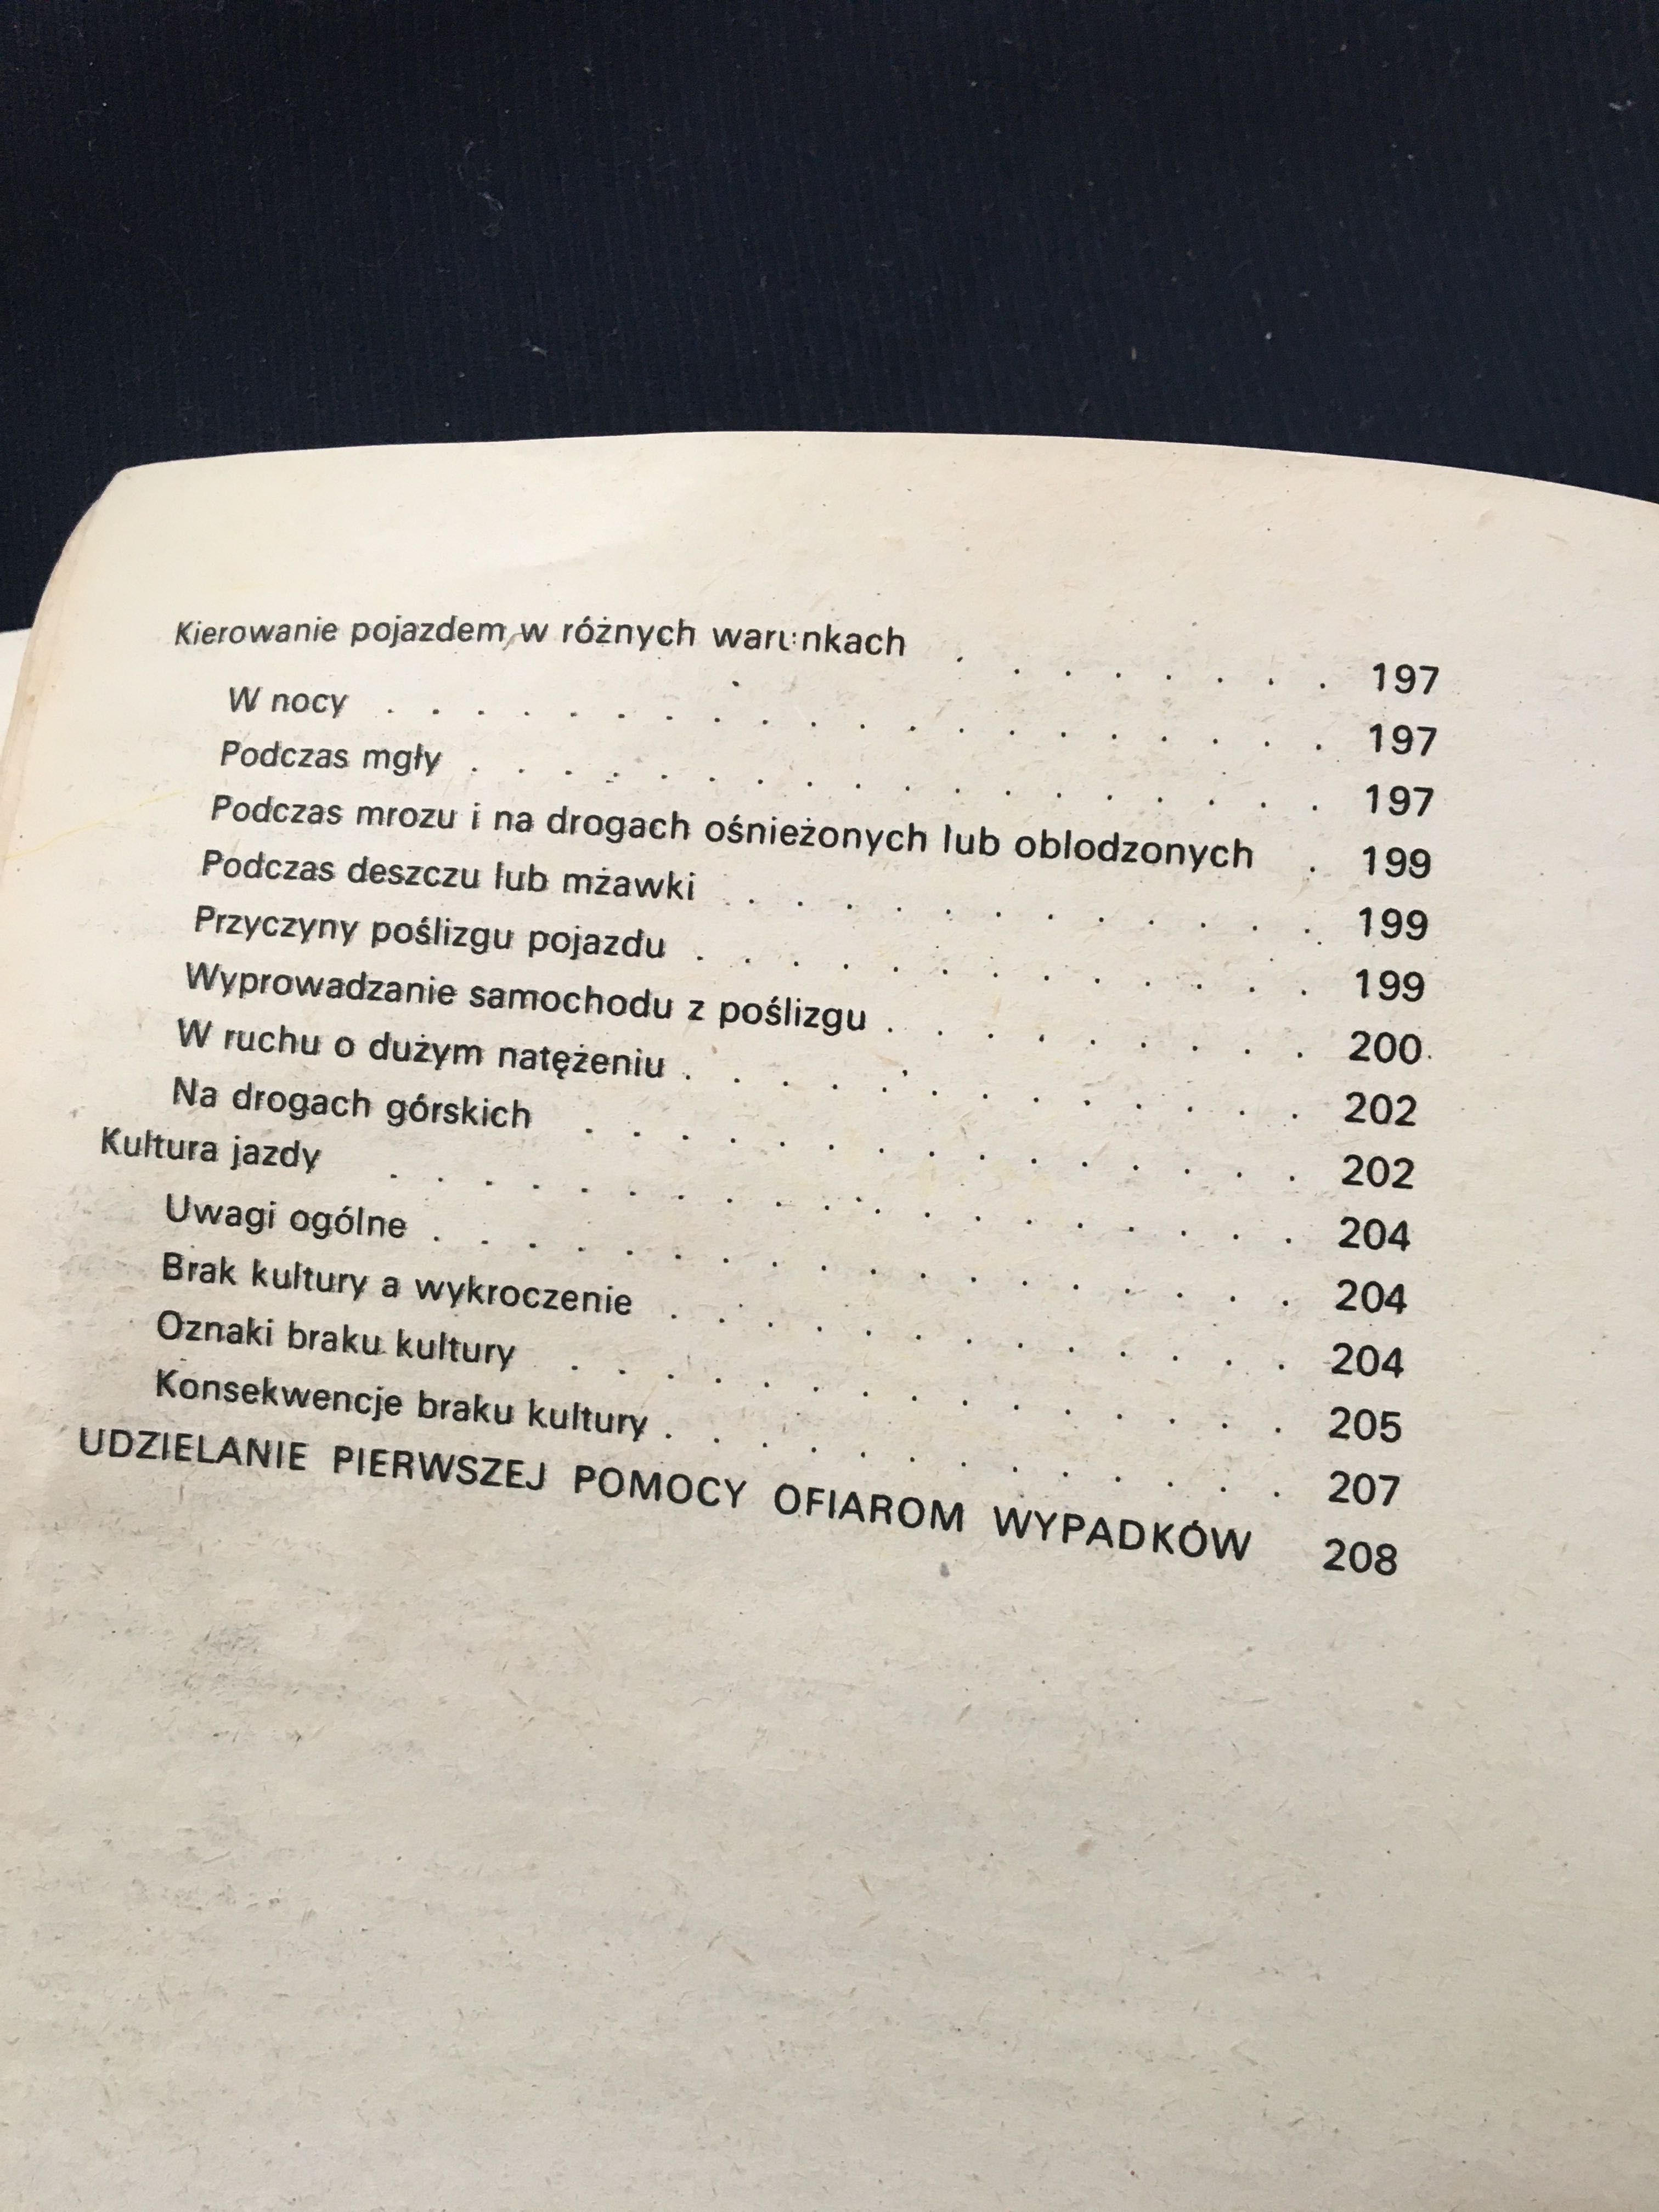 Kierowanie pojazdem w różnych warunkach . . . . . . . 197
W nocy . . . . . . . . . . . . . . . . . . . . 197
Podczas mgły . . . . . . . . . . . . . . . . . . 197
Podczas mrozu i na drogach ośnieżonych lub oblodzonych . 199
Podczas deszczu lub mżawki . . . . . . . . . . . . 199
Przyczyny poślizgu pojazdu . . . . . . . . . . . . . 199
Wyprowadzanie samochodu z poślizgu . . . . . . . . . 200
W ruchu o dużym natężeniu . . . . . . . . . . . . . 202
Na drogach górskich . . . . . . . . . . . . . . . 202
Kultura jazdy . . . . . . . . . . . . . . . . . . . 204
Uwagi ogólne . . . . . . . . . . . . . . . . . . 204
Brak kultury a wykroczenie . . . . . . . . . . . . . 204
Oznaki braku kultury . . . . . . . . . . . . . . . 205
Konsekwencje braku kultury . . . . . . . . . . . . . 207
UDZIELANIE PIERWSZEJ POMOCY OFIAROM WYPADKÓW 208